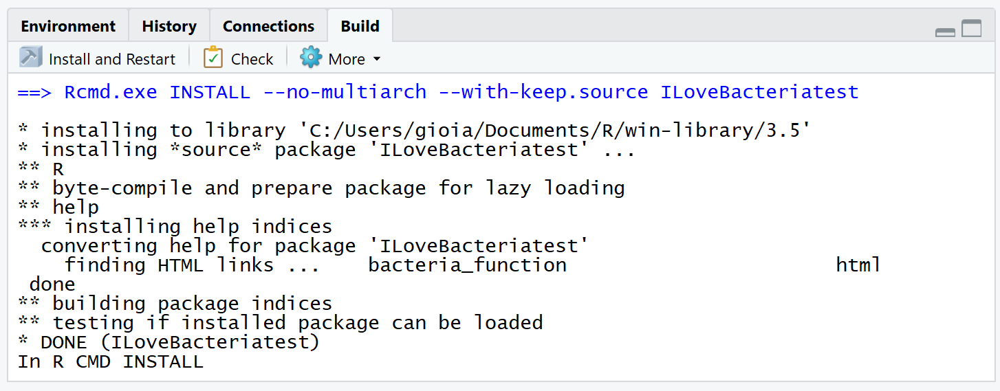 Environment History Connections Build
Install and Restart Check More
==> Rcmd.exe INSTALL --no-multiarch --with-keep.source ILoveBacteriatest
* installing to library 'C:/Users/gioia/Documents/R/win-library/3.5'
* installing *source* package 'ILoveBacteriatest' ...
** R
** byte-compile and prepare package for lazy loading
** help
*** installing help indices
  converting help for package 'ILoveBacteriatest'
    finding HTML links ...    bacteria_function                       html
 done
** building package indices
** testing if installed package can be loaded
* DONE (ILoveBacteriatest)
In R CMD INSTALL